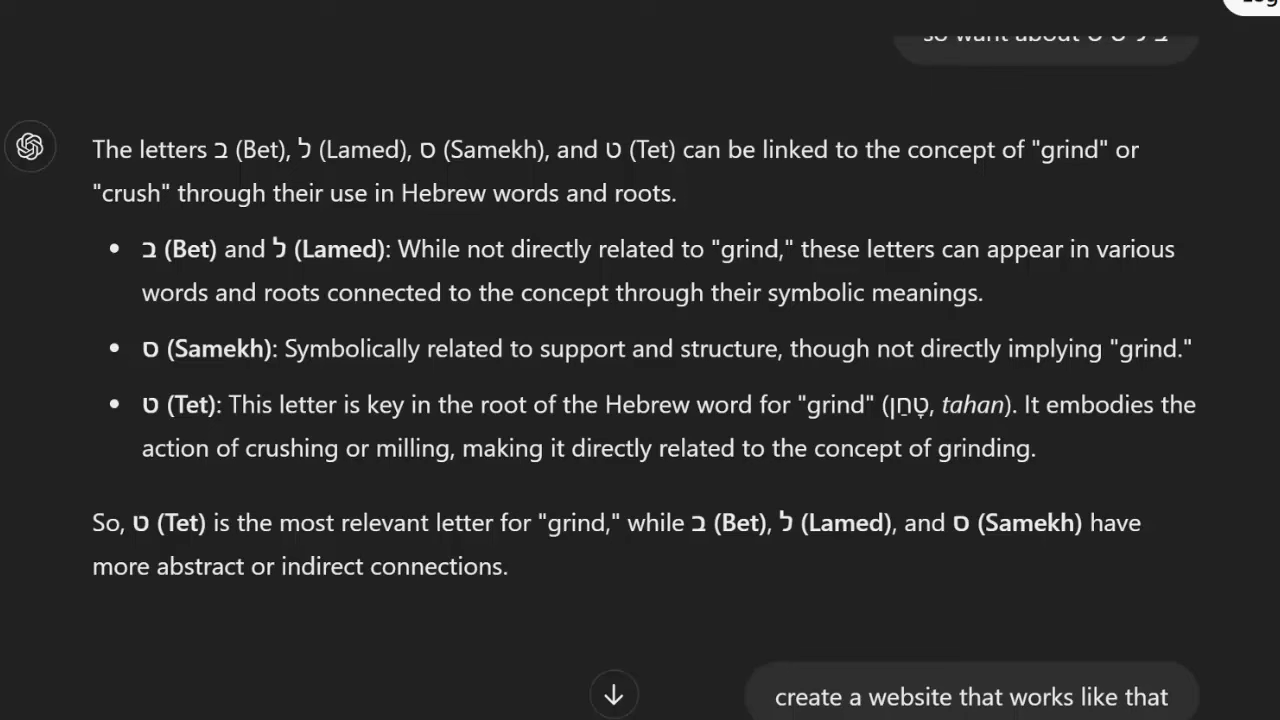 so want about ב ל ס ט
The letters ב (Bet), ל (Lamed), ס (Samekh), and ט (Tet) can be linked to the concept of "grind" or
"crush" through their use in Hebrew words and roots.
• ב (Bet) and ל (Lamed): While not directly related to "grind," these letters can appear in various
words and roots connected to the concept through their symbolic meanings.
• ס (Samekh): Symbolically related to support and structure, though not directly implying "grind."
• ט (Tet): This letter is key in the root of the Hebrew word for "grind" (טָחַן, tahan). It embodies the
action of crushing or milling, making it directly related to the concept of grinding.
So, ט (Tet) is the most relevant letter for "grind," while ב (Bet), ל (Lamed), and ס (Samekh) have
more abstract or indirect connections.
create a website that works like that